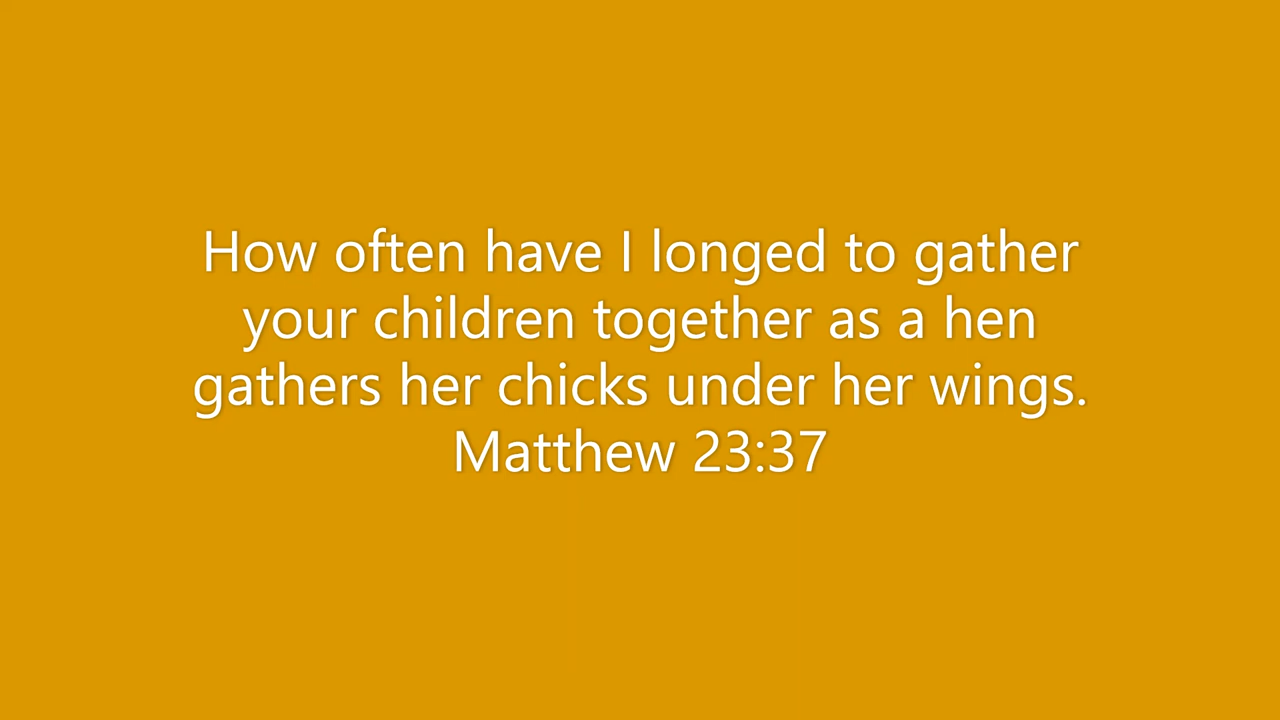 How often have I longed to gather
your children together as a hen
gathers her chicks under her wings.
Matthew 23:37